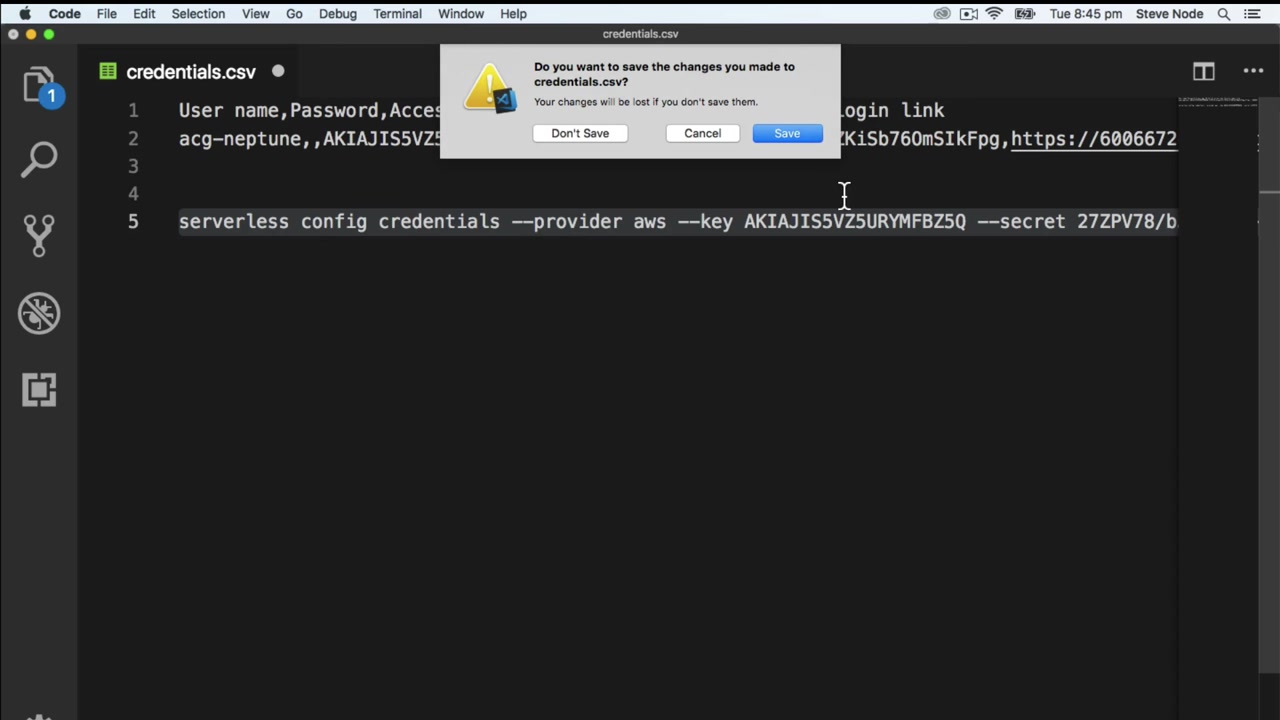 Code File Edit Selection View Go Debug Terminal Window Help Tue 8:45 pm Steve Node
credentials.csv
credentials.csv
1
Do you want to save the changes you made to
credentials.csv?
Your changes will be lost if you don't save them.
Don't Save Cancel Save
1 User name,Password,Acces login link
2 acg-neptune,,AKIAJIS5VZ5 ZKiSb76OmSIkFpg,https://6006672
3
4
5 serverless config credentials --provider aws --key AKIAJIS5VZ5URYMFBZ5Q --secret 27ZPV78/b